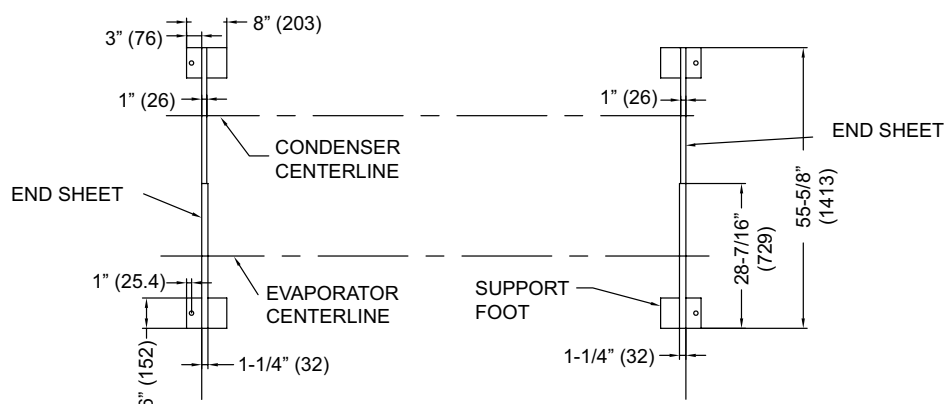 8” (203)
3” (76)
1” (26)
1” (26)
END SHEET
CONDENSER
CENTERLINE
END SHEET
55-5/8”
(1413)
28-7/16”
(729)
1” (25.4)
EVAPORATOR
CENTERLINE
SUPPORT
FOOT
6” (152)
1-1/4” (32)
1-1/4” (32)